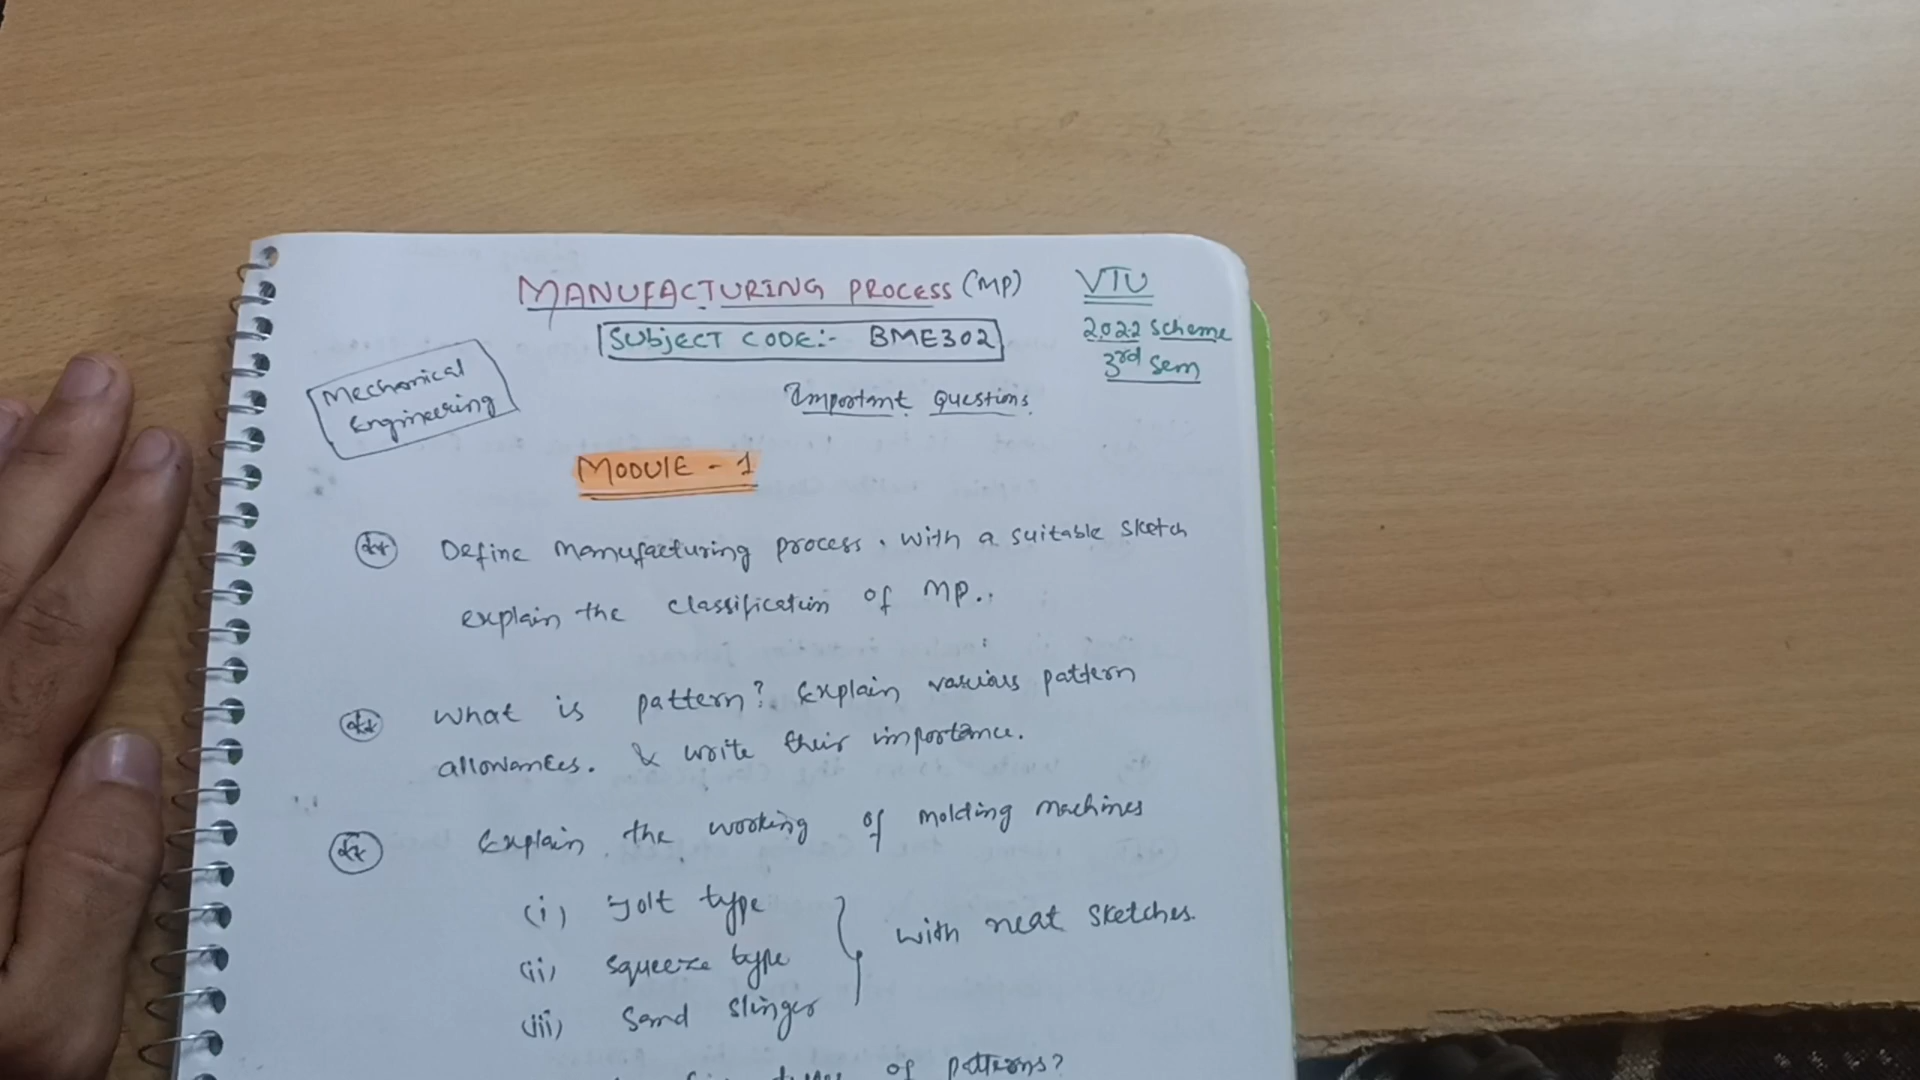 MANUFACTURING PROCESS (MP)
VTU
SUBJECT CODE:- BME302
2022 Scheme
3rd Sem
Mechanical
Engineering
Important Questions
MODULE - 1
Define Manufacturing process. with a suitable sketch
explain the classification of MP..
What is pattern? Explain various pattern
allowances. & write their importance.
Explain the working of Molding Machines
(i) Jolt type
(ii) squeeze type
with neat sketches.
(iii) Sand slinger
of patterns?